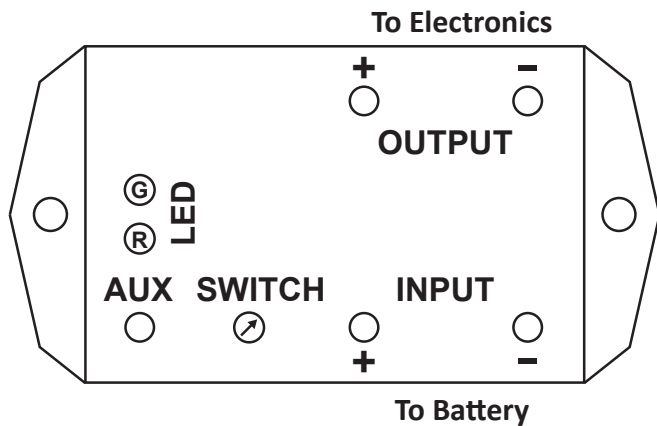 To Electronics
+ −
OUTPUT
G
LED
R
AUX SWITCH INPUT
+ −
To Battery